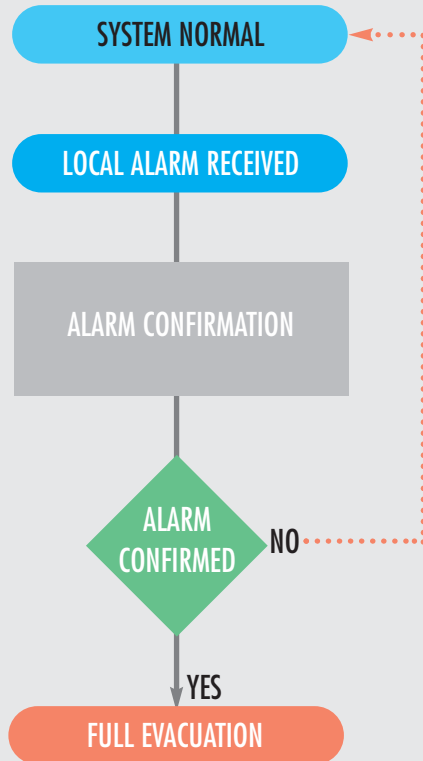 SYSTEM NORMAL
LOCAL ALARM RECEIVED
ALARM CONFIRMATION
ALARM
CONFIRMED
NO
YES
FULL EVACUATION